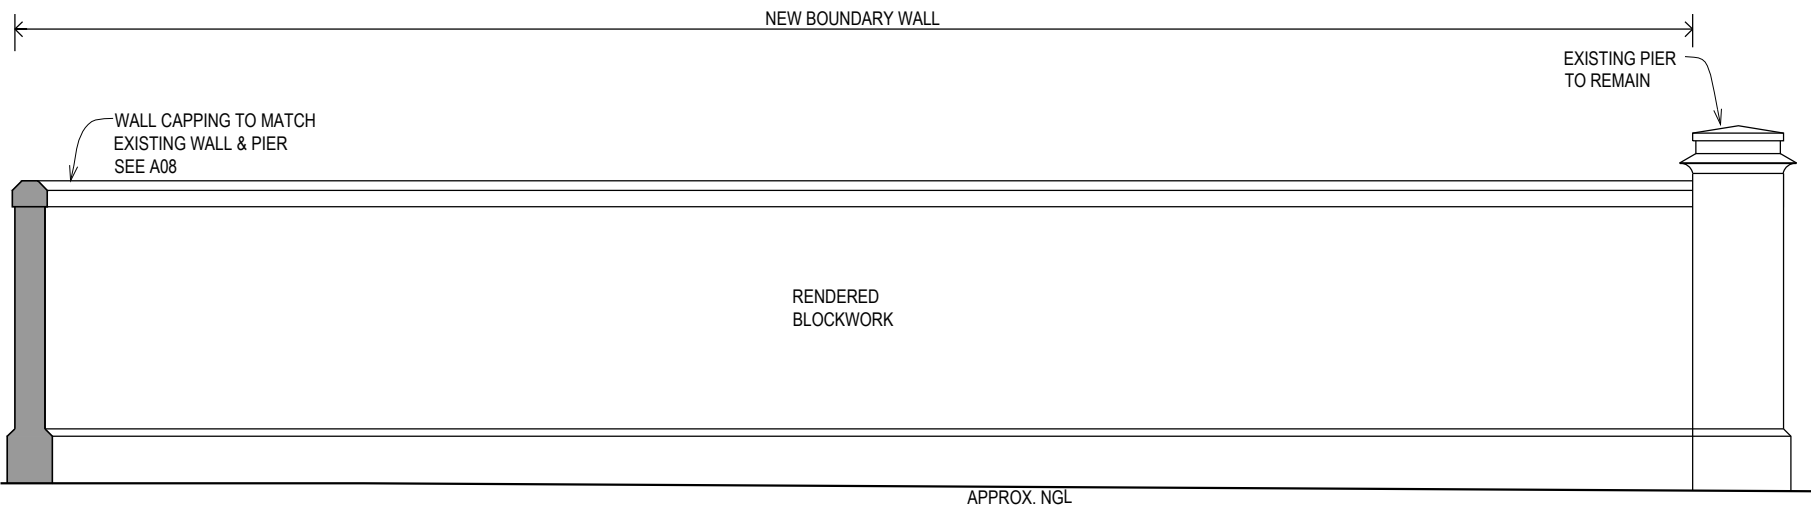 NEW BOUNDARY WALL
EXISTING PIER
TO REMAIN
WALL CAPPING TO MATCH
EXISTING WALL & PIER
SEE A08
RENDERED
BLOCKWORK
APPROX. NGL